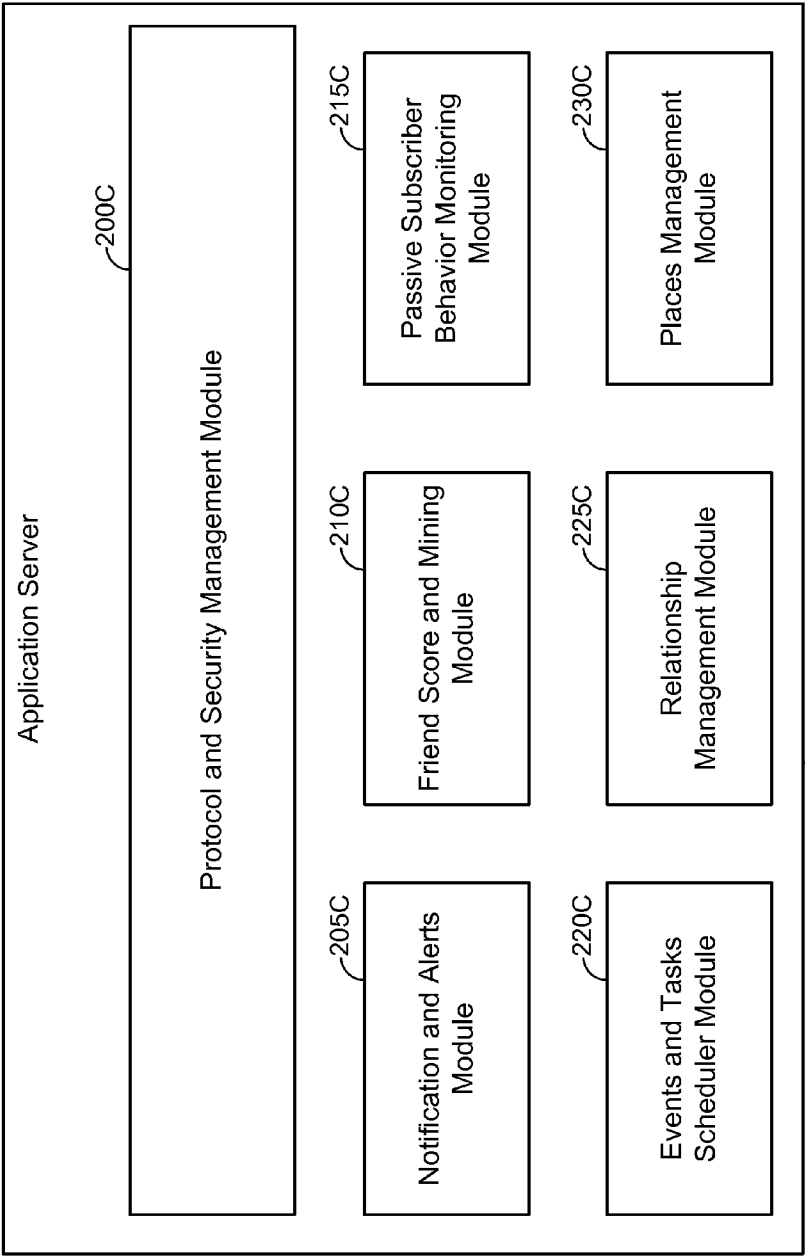 Application Server
200C
Protocol and Security Management Module
205C
Notification and Alerts
Module
210C
Friend Score and Mining
Module
215C
Passive Subscriber
Behavior Monitoring
Module
220C
Events and Tasks
Scheduler Module
225C
Relationship
Management Module
230C
Places Management
Module